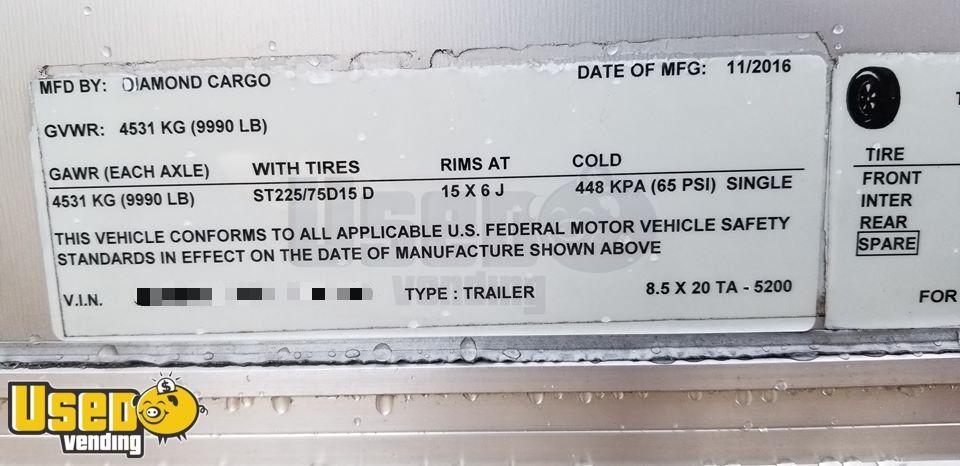 MFD BY: DIAMOND CARGO DATE OF MFG: 11/2016
GVWR: 4531 KG (9990 LB)
GAWR (EACH AXLE) WITH TIRES RIMS AT COLD
4531 KG (9990 LB) ST225/75D15 D 15 X 6 J 448 KPA (65 PSI) SINGLE
THIS VEHICLE CONFORMS TO ALL APPLICABLE U.S. FEDERAL MOTOR VEHICLE SAFETY
STANDARDS IN EFFECT ON THE DATE OF MANUFACTURE SHOWN ABOVE
V.I.N. TYPE : TRAILER 8.5 X 20 TA - 5200
TIRE
FRONT
INTER
REAR
SPARE
FOR
Used vending
Used
vending